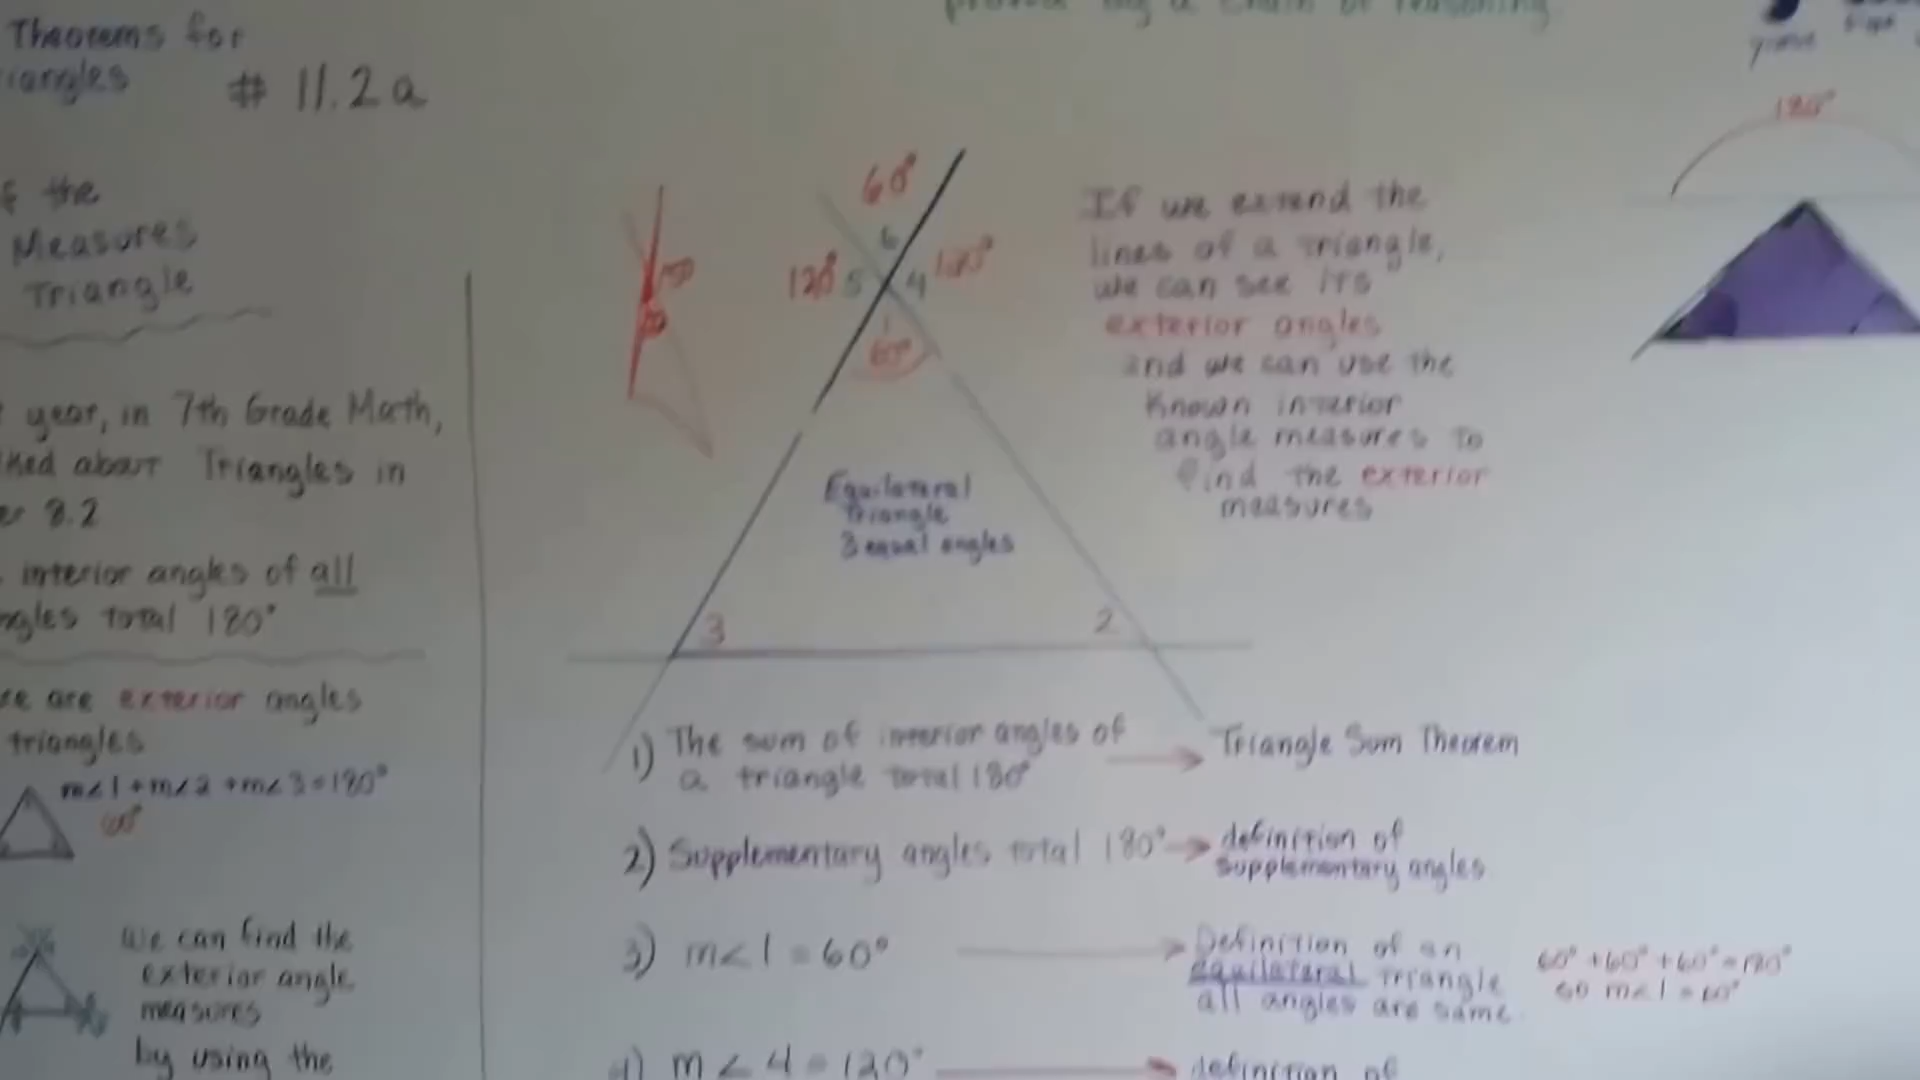 Theorems for
iangles
# 11.2a
the
Measures
Triangle
year, in 7th Grade Math,
ked about Triangles in
8.2
interior angles of all
ngles total 180°
re are exterior angles
triangles
m<1 + m<2 + m<3 = 180°
60°
We can find the
exterior angle
measures
by using the
60°
6
120° 5
4 120°
1
60°
Equilateral
Triangle
3 equal angles
3
2
If we extend the
lines of a triangle,
we can see its
exterior angles
and we can use the
known interior
angle measures to
find the exterior
measures
180°
1) The sum of interior angles of
a triangle total 180°
Triangle Sum Theorem
2) Supplementary angles total 180°
definition of
supplementary angles
3) m<1 = 60°
Definition of an
equilateral triangle
all angles are same
60° + 60° + 60° = 180°
so m<1 = 60°
4) m<4 = 120°
definition of